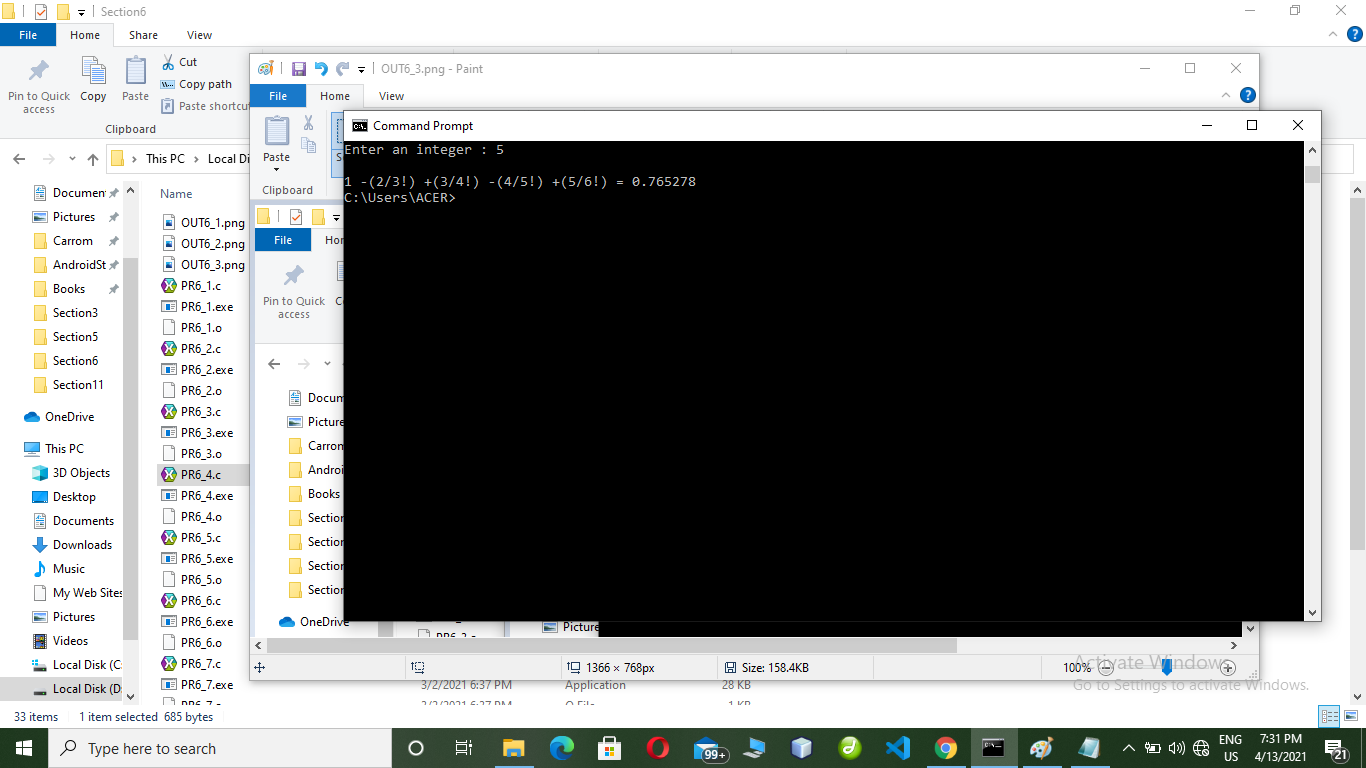 Section6
File Home Share View
Pin to Quick access
Copy
Paste
Cut
Copy path
Paste shortcu
Clipboard
This PC Local Di
Documen
Pictures
Carrom
AndroidSt
Books
Section3
Section5
Section6
Section11
OneDrive
This PC
3D Objects
Desktop
Documents
Downloads
Music
My Web Sites
Pictures
Videos
Local Disk (C
Local Disk (D
Name
OUT6_1.png
OUT6_2.png
OUT6_3.png
PR6_1.c
PR6_1.exe
PR6_1.o
PR6_2.c
PR6_2.exe
PR6_2.o
PR6_3.c
PR6_3.exe
PR6_3.o
PR6_4.c
PR6_4.exe
PR6_4.o
PR6_5.c
PR6_5.exe
PR6_5.o
PR6_6.c
PR6_6.exe
PR6_6.o
PR6_7.c
PR6_7.exe
OUT6_3.png - Paint
File Home View
Paste
Clipboard
File Hom
Pin to Quick access
Docum
Picture
Carrom
Androi
Books
Section
Section
Section
Section
OneDrive
Picture
Command Prompt
Enter an integer : 5
1 -(2/3!) +(3/4!) -(4/5!) +(5/6!) = 0.765278
C:\Users\ACER>
1366 × 768px
Size: 158.4KB
100%
3/2/2021 6:37 PM Application 28 KB
Activate Windows
Go to Settings to activate Windows.
33 items 1 item selected 685 bytes
Type here to search
99+
ENG
US
7:31 PM
4/13/2021
21